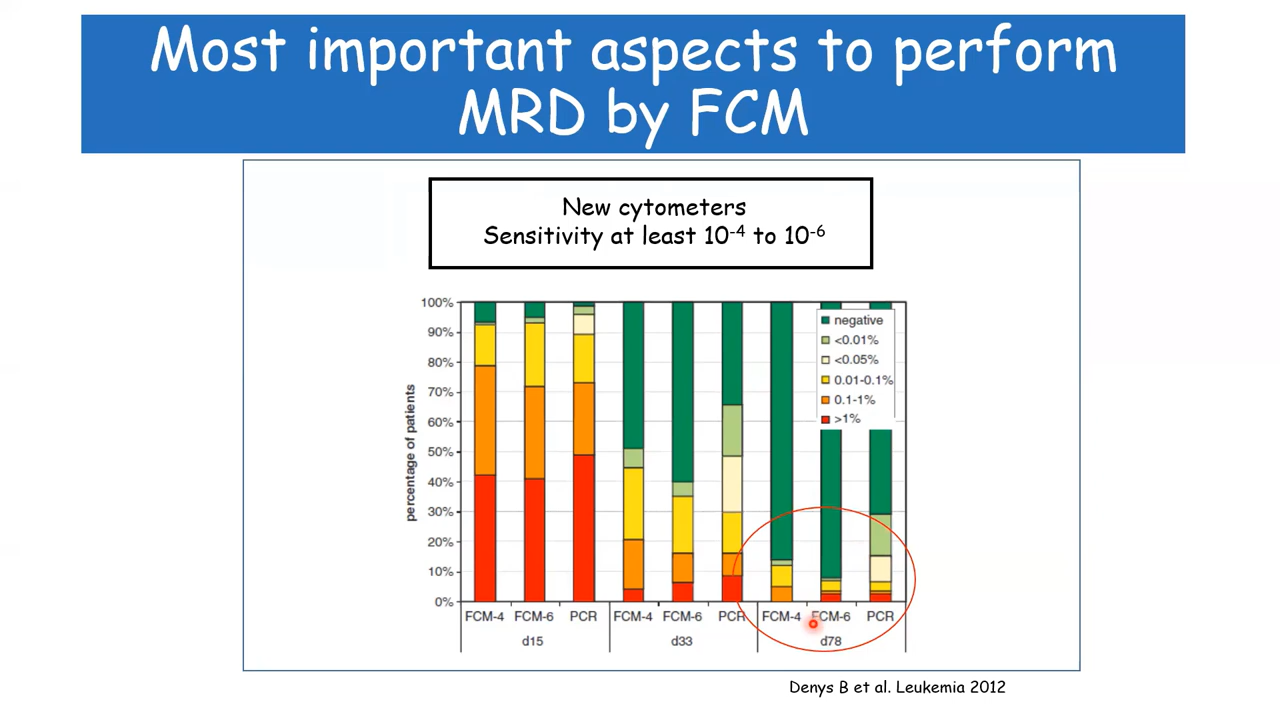 Most important aspects to perform
MRD by FCM
New cytometers
Sensitivity at least 10⁻⁴ to 10⁻⁶
percentage of patients
100%
90%
80%
70%
60%
50%
40%
30%
20%
10%
0%
negative
<0.01%
<0.05%
0.01-0.1%
0.1-1%
>1%
FCM-4 FCM-6 PCR FCM-4 FCM-6 PCR FCM-4 FCM-6 PCR
d15 d33 d78
Denys B et al. Leukemia 2012